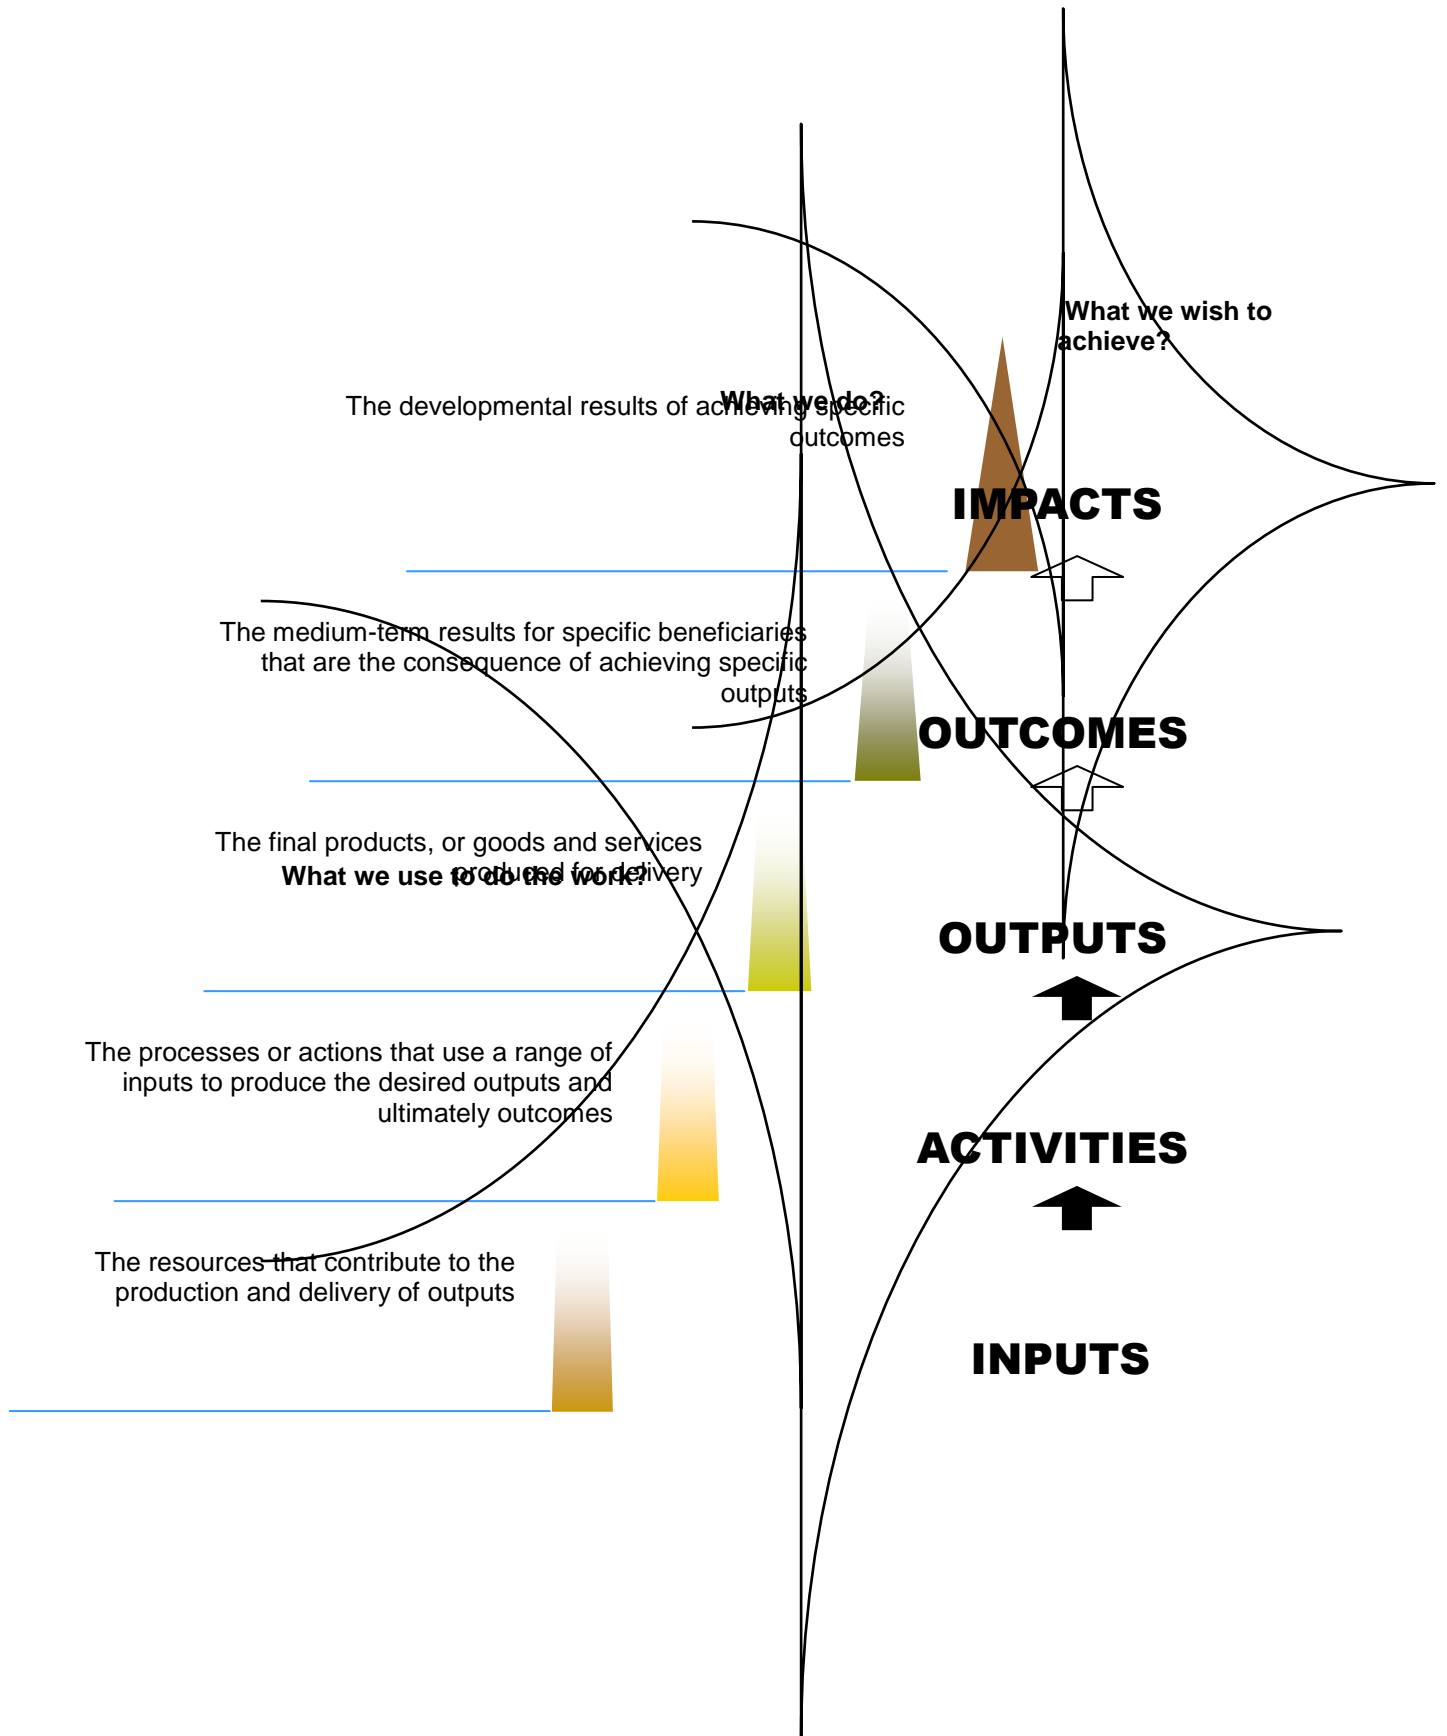 What we wish to
achieve?
What we do?
The developmental results of achieving specific
outcomes
IMPACTS
The medium-term results for specific beneficiaries
that are the consequence of achieving specific
outputs
OUTCOMES
The final products, or goods and services
produced for delivery
What we use to do the work?
OUTPUTS
The processes or actions that use a range of
inputs to produce the desired outputs and
ultimately outcomes
ACTIVITIES
The resources that contribute to the
production and delivery of outputs
INPUTS